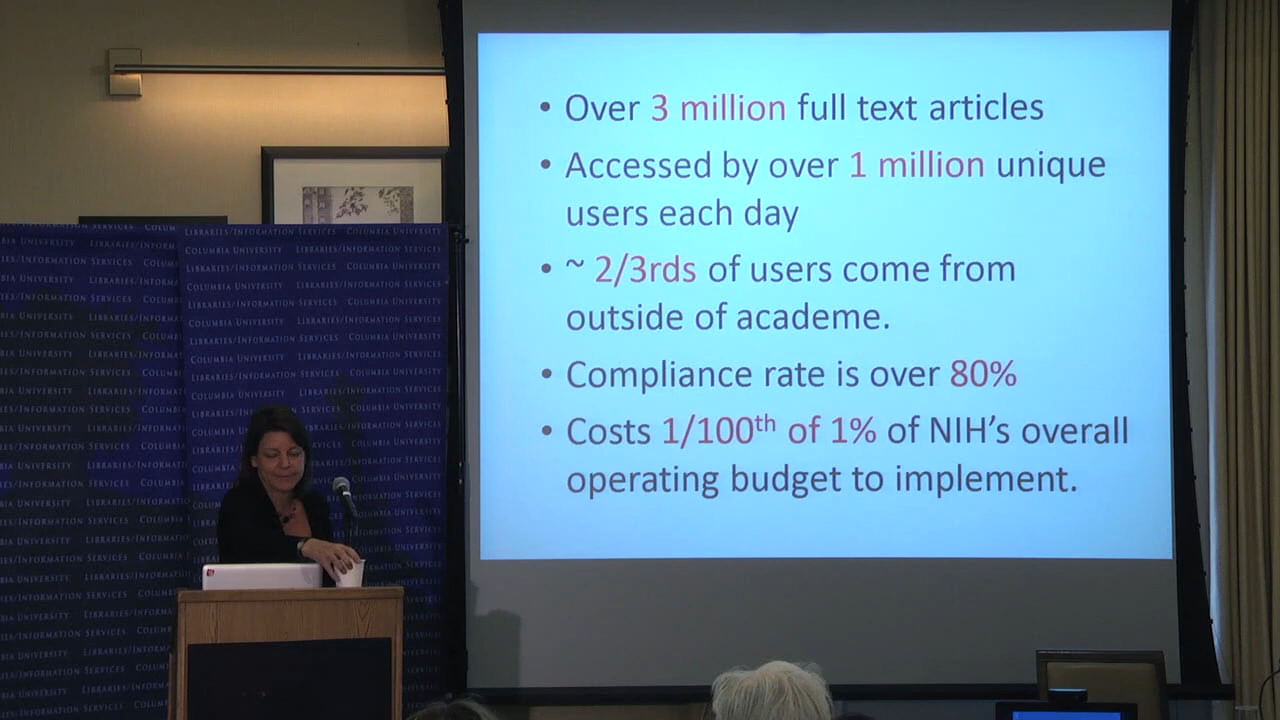 • Over 3 million full text articles
• Accessed by over 1 million unique
users each day
• ~ 2/3rds of users come from
outside of academe.
• Compliance rate is over 80%
• Costs 1/100th of 1% of NIH's overall
operating budget to implement.
COLUMBIA UNIVERSITY LIBRARIES/INFORMATION SERVICES